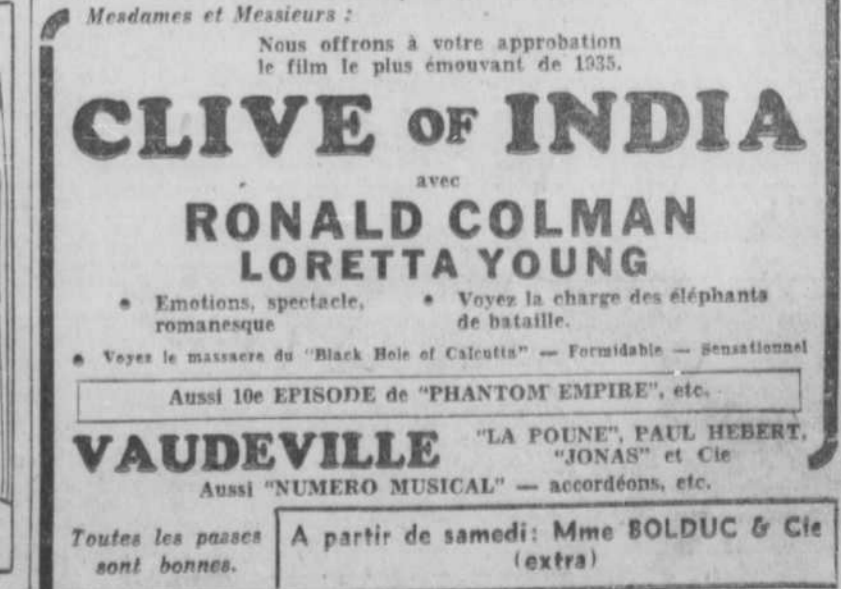 Mesdames et Messieurs :
Nous offrons à votre approbation
le film le plus émouvant de 1935.
CLIVE OF INDIA
avec
RONALD COLMAN
LORETTA YOUNG
• Emotions, spectacle, romanesque
• Voyez la charge des éléphants de bataille.
• Voyez le massacre du "Black Hole of Calcutta" — Formidable — Sensationnel
Aussi 10e EPISODE de "PHANTOM EMPIRE", etc.
VAUDEVILLE
"LA POUNE", PAUL HEBERT,
"JONAS" et Cie
Aussi "NUMERO MUSICAL" — accordéons, etc.
Toutes les passes
sont bonnes.
A partir de samedi: Mme BOLDUC & Cie
(extra)